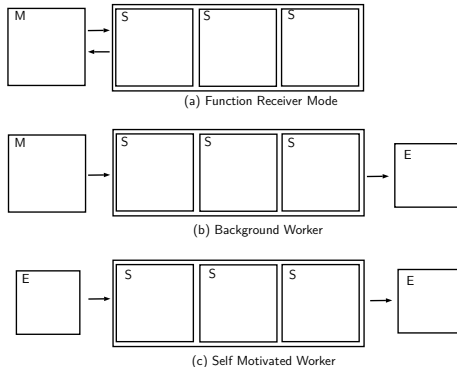 M S S S
(a) Function Receiver Mode
M S S S E
(b) Background Worker
E S S S E
(c) Self Motivated Worker